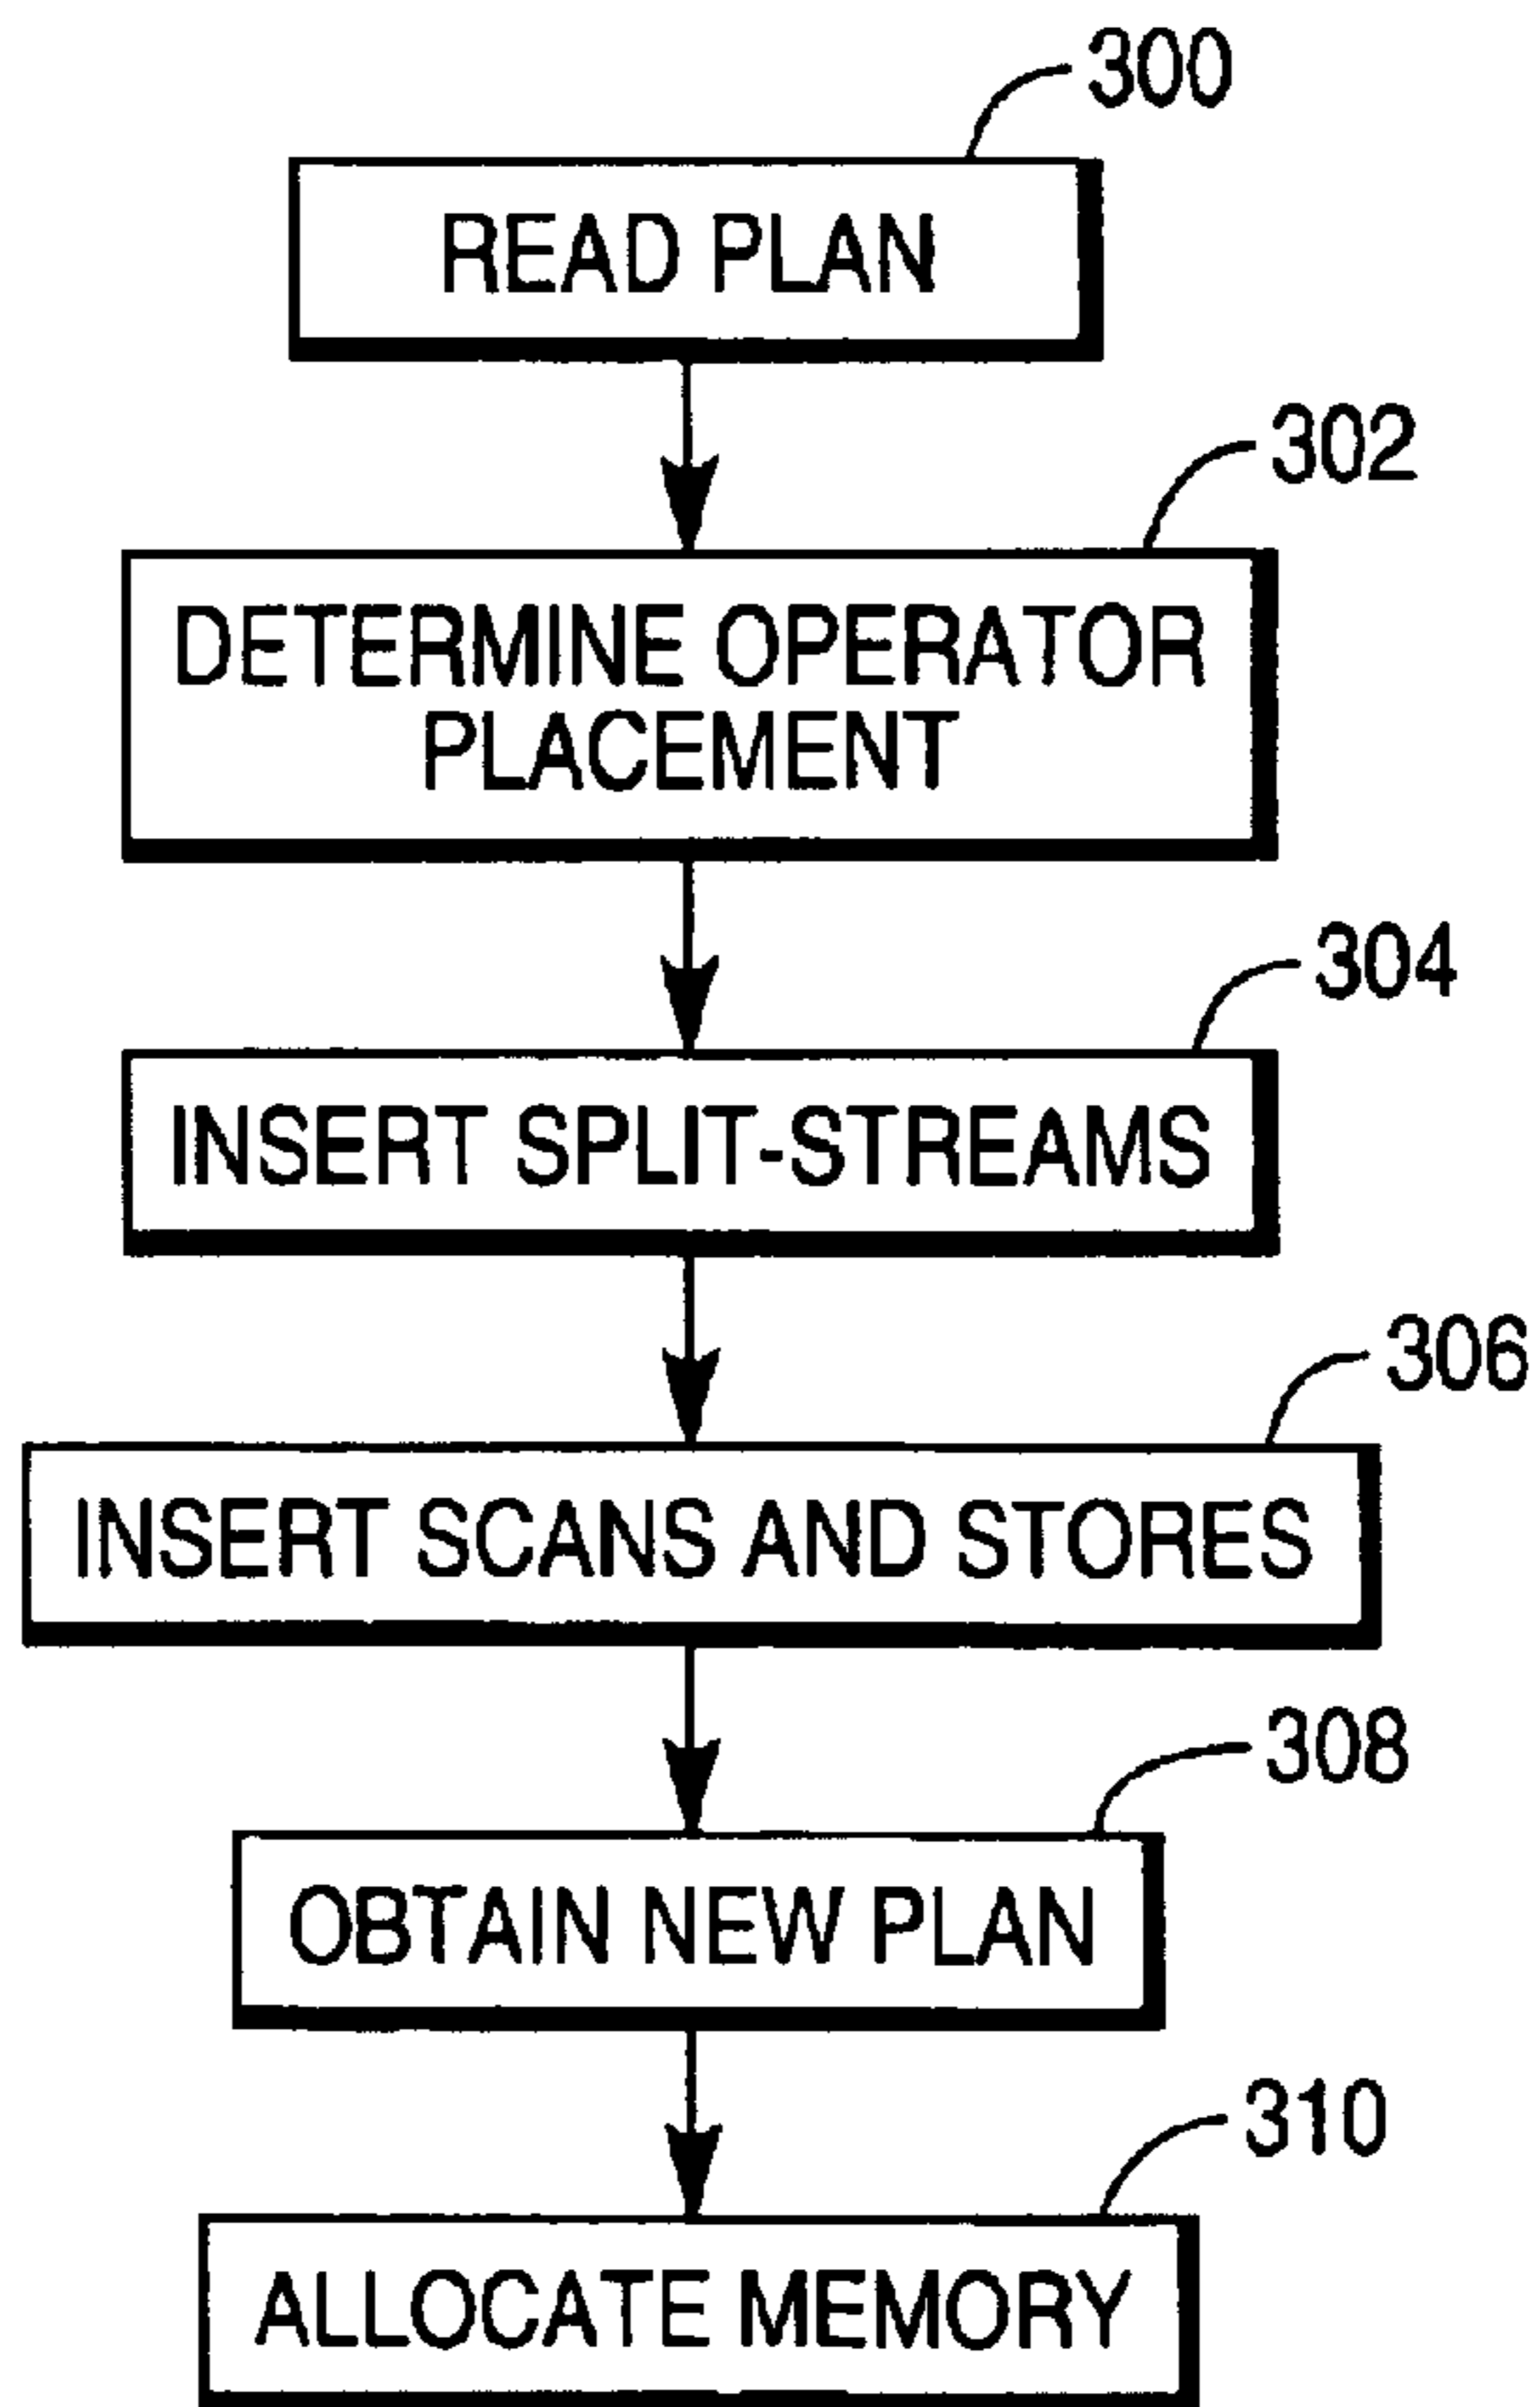 300
READ PLAN
302
DETERMINE OPERATOR
PLACEMENT
304
INSERT SPLIT-STREAMS
306
INSERT SCANS AND STORES
308
OBTAIN NEW PLAN
310
ALLOCATE MEMORY